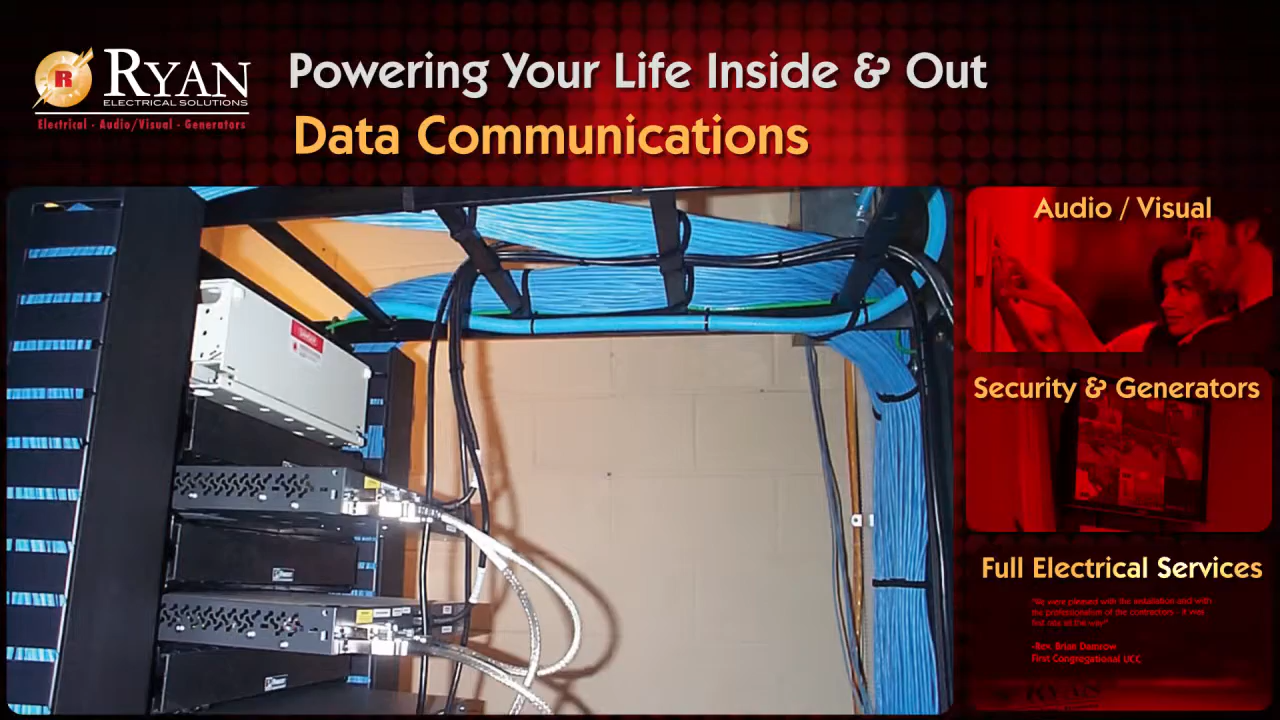 RYAN
ELECTRICAL SOLUTIONS
Electrical - Audio/Visual - Generators
Powering Your Life Inside & Out
Data Communications
DANGER
Audio / Visual
Security & Generators
Full Electrical Services
"We were pleased with the installation and with
the professionalism of the contractors - it was
first rate all the way"
-Rev. Brian Damrow
First Congregational UCC
RYAN